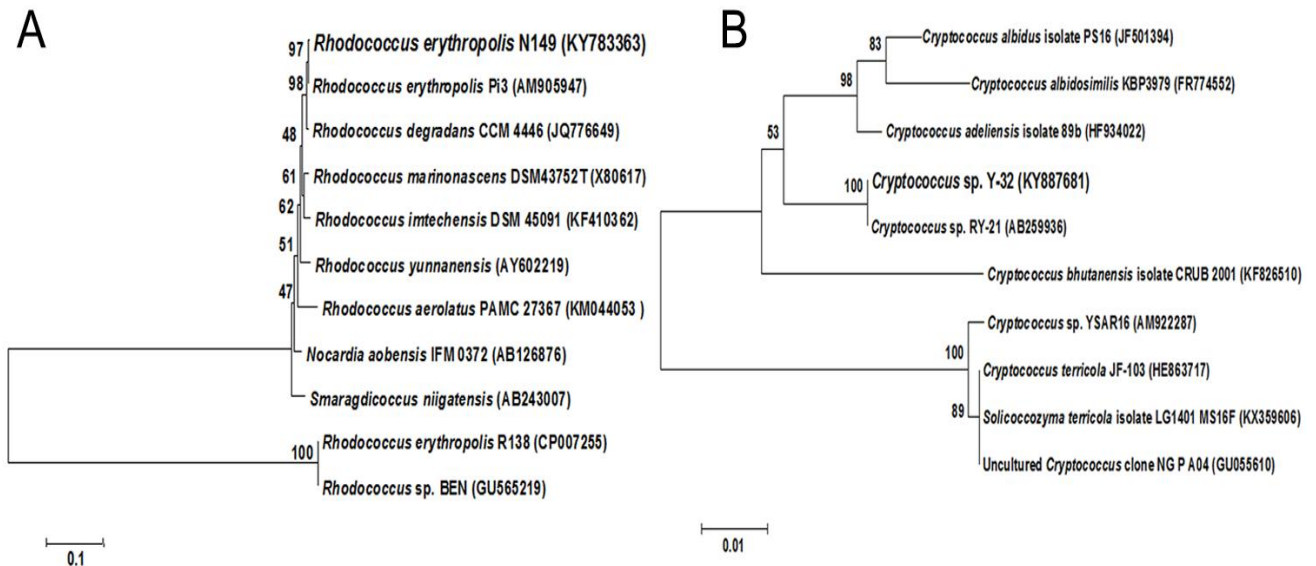 A
97
Rhodococcus erythropolis N149 (KY783363)
98
Rhodococcus erythropolis Pi3 (AM905947)
48
Rhodococcus degradans CCM 4446 (JQ776649)
61
Rhodococcus marinonascens DSM43752T (X80617)
62
Rhodococcus imtechensis DSM 45091 (KF410362)
51
Rhodococcus yunnanensis (AY602219)
47
Rhodococcus aerolatus PAMC 27367 (KM044053 )
Nocardia aobensis IFM 0372 (AB126876)
Smaragdicoccus niigatensis (AB243007)
100
Rhodococcus erythropolis R138 (CP007255)
Rhodococcus sp. BEN (GU565219)
0.1
B
83
Cryptococcus albidus isolate PS16 (JF501394)
98
Cryptococcus albidosimilis KBP3979 (FR774552)
53
Cryptococcus adeliensis isolate 89b (HF934022)
100
Cryptococcus sp. Y-32 (KY887681)
Cryptococcus sp. RY-21 (AB259936)
Cryptococcus bhutanensis isolate CRUB 2001 (KF826510)
Cryptococcus sp. YSAR16 (AM922287)
100
Cryptococcus terricola JF-103 (HE863717)
89
Solicoccozyma terricola isolate LG1401 MS16F (KX359606)
Uncultured Cryptococcus clone NG P A04 (GU055610)
0.01